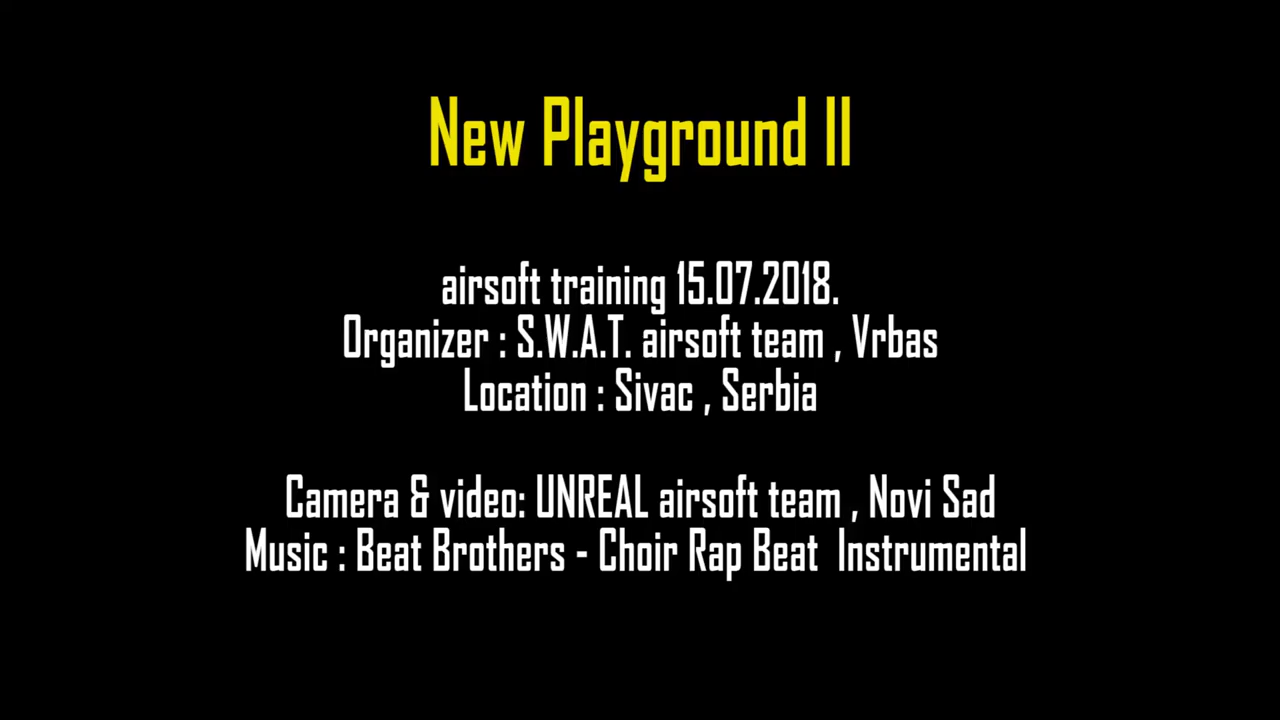 New Playground II
airsoft training 15.07.2018.
Organizer : S.W.A.T. airsoft team , Vrbas
Location : Sivac , Serbia
Camera & video: UNREAL airsoft team , Novi Sad
Music : Beat Brothers - Choir Rap Beat  Instrumental